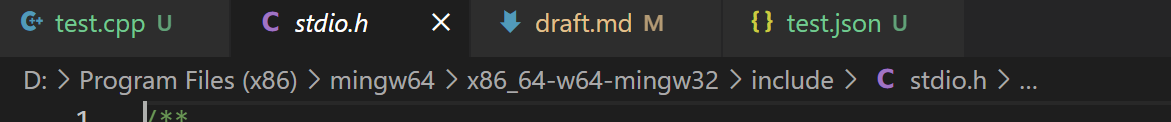 test.cpp U stdio.h draft.md M {} test.json U
D: > Program Files (x86) > mingw64 > x86_64-w64-mingw32 > include > C stdio.h > ...
1 /**